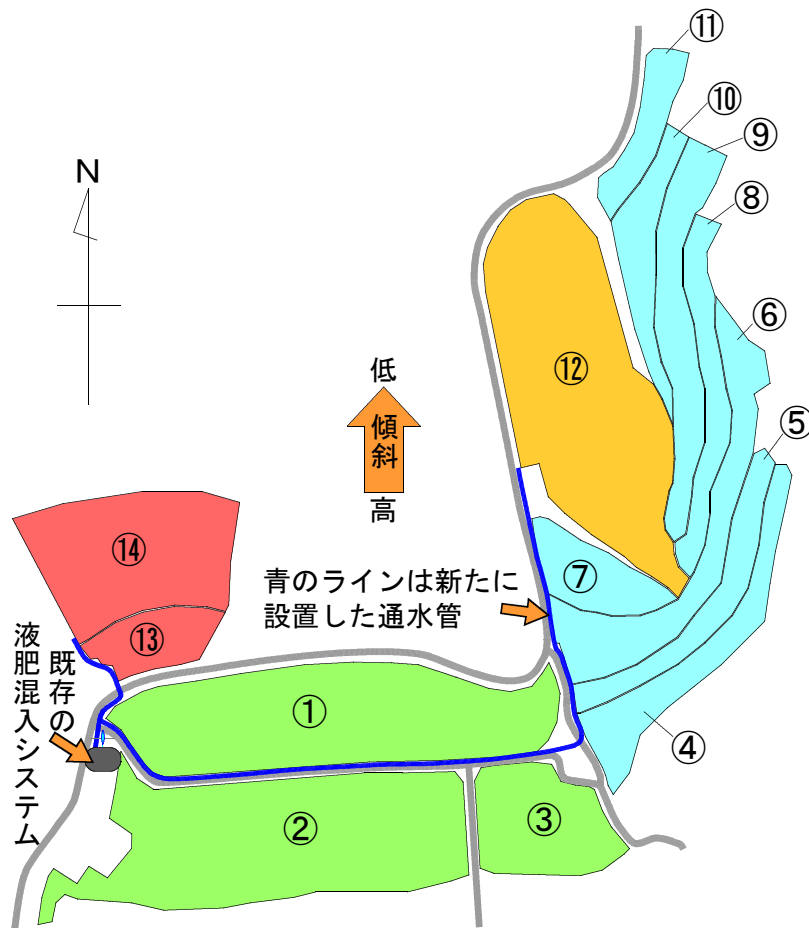 ⑪
⑩
⑨
N
⑧
⑥
低
⑫
傾斜
⑤
高
⑭
青のラインは新たに
設置した通水管
⑦
⑬
既存の
液肥混入システム
①
④
②
③